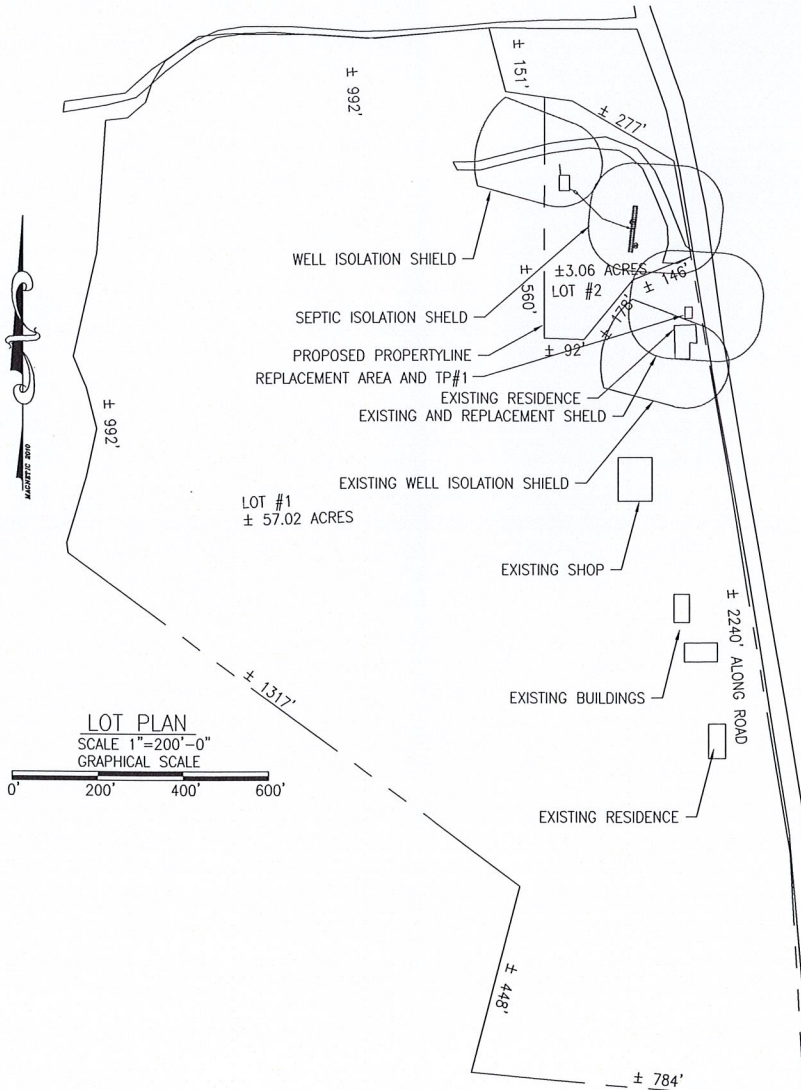 ± 151'
± 992'
± 277'
WELL ISOLATION SHIELD
±3.06 ACRES
LOT #2
± 146'
± 560'
± 178'
SEPTIC ISOLATION SHELD
PROPOSED PROPERTYLINE
± 92'
REPLACEMENT AREA AND TP#1
EXISTING RESIDENCE
EXISTING AND REPLACEMENT SHELD
± 992'
MAGNETIC 2010
EXISTING WELL ISOLATION SHIELD
LOT #1
± 57.02 ACRES
EXISTING SHOP
± 2240' ALONG ROAD
EXISTING BUILDINGS
± 1317'
LOT PLAN
SCALE 1"=200'-0"
GRAPHICAL SCALE
0' 200' 400' 600'
EXISTING RESIDENCE
± 448'
± 784'